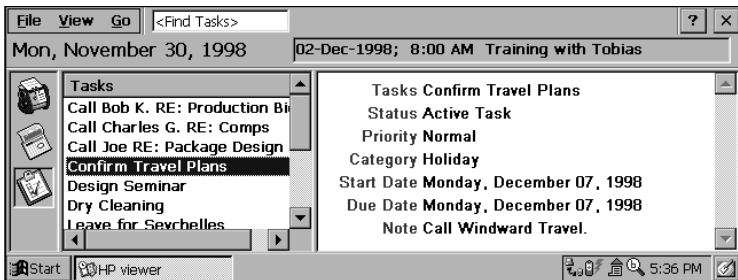 File View Go <Find Tasks> ? ×
Mon, November 30, 1998 02-Dec-1998; 8:00 AM Training with Tobias
Tasks
Call Bob K. RE: Production Bi
Call Charles G. RE: Comps
Call Joe RE: Package Design
Confirm Travel Plans
Design Seminar
Dry Cleaning
Leave for Seychelles
Tasks Confirm Travel Plans
Status Active Task
Priority Normal
Category Holiday
Start Date Monday, December 07, 1998
Due Date Monday, December 07, 1998
Note Call Windward Travel.
Start HP viewer 5:36 PM